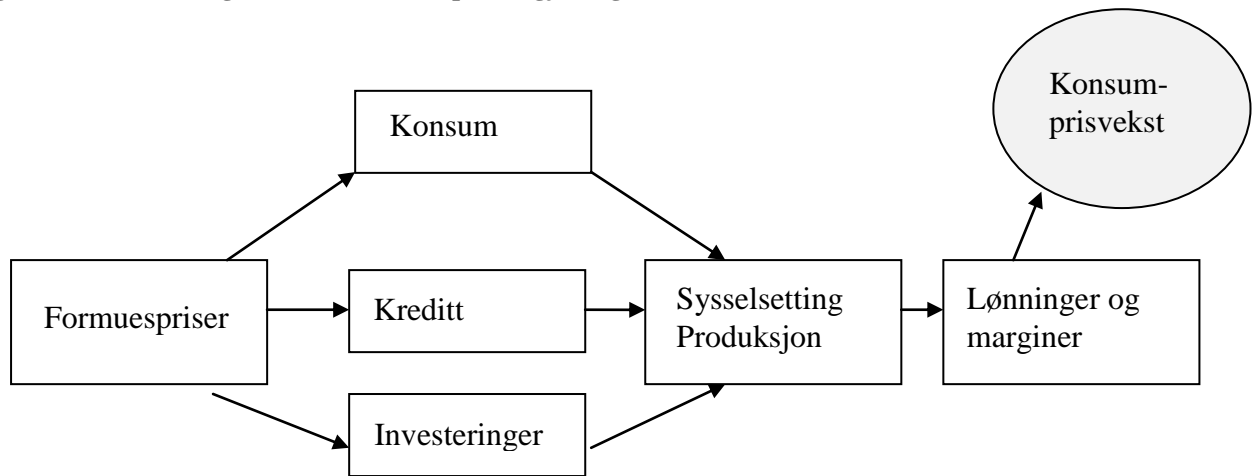 Konsum-
prisvekst
Konsum
Formuespriser
Kreditt
Sysselsetting
Produksjon
Lønninger og
marginer
Investeringer